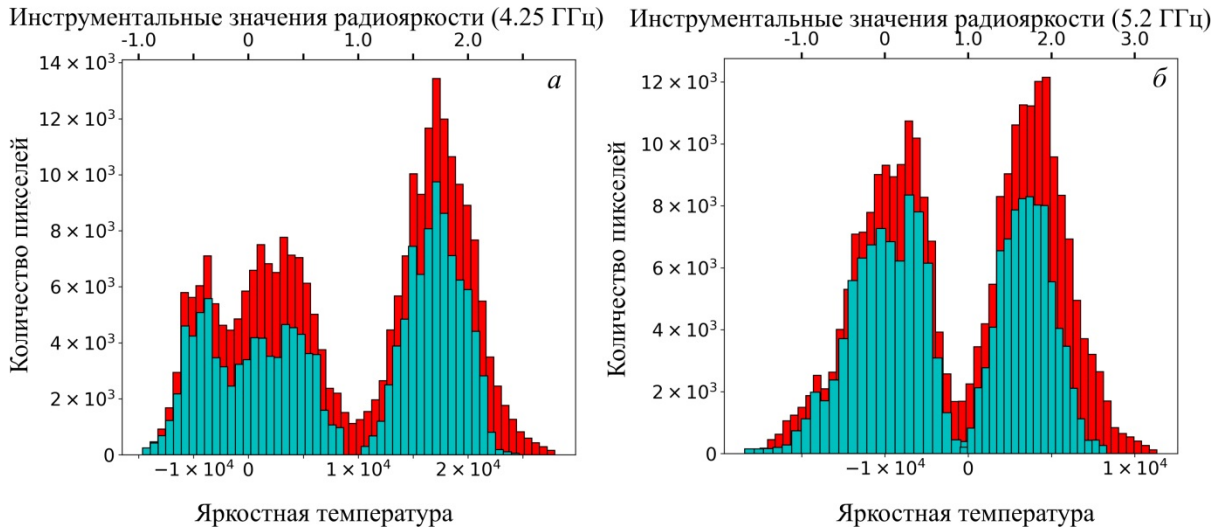 Инструментальные значения радиояркости (4.25 ГГц)
-1.0 0 1.0 2.0
а
14 × 10³
12 × 10³
10 × 10³
8 × 10³
6 × 10³
4 × 10³
2 × 10³
0
Количество пикселей
−1 × 10⁴ 0 1 × 10⁴ 2 × 10⁴
Яркостная температура
Инструментальные значения радиояркости (5.2 ГГц)
-1.0 0 1.0 2.0 3.0
б
12 × 10³
10 × 10³
8 × 10³
6 × 10³
4 × 10³
2 × 10³
0
Количество пикселей
−1 × 10⁴ 0 1 × 10⁴
Яркостная температура